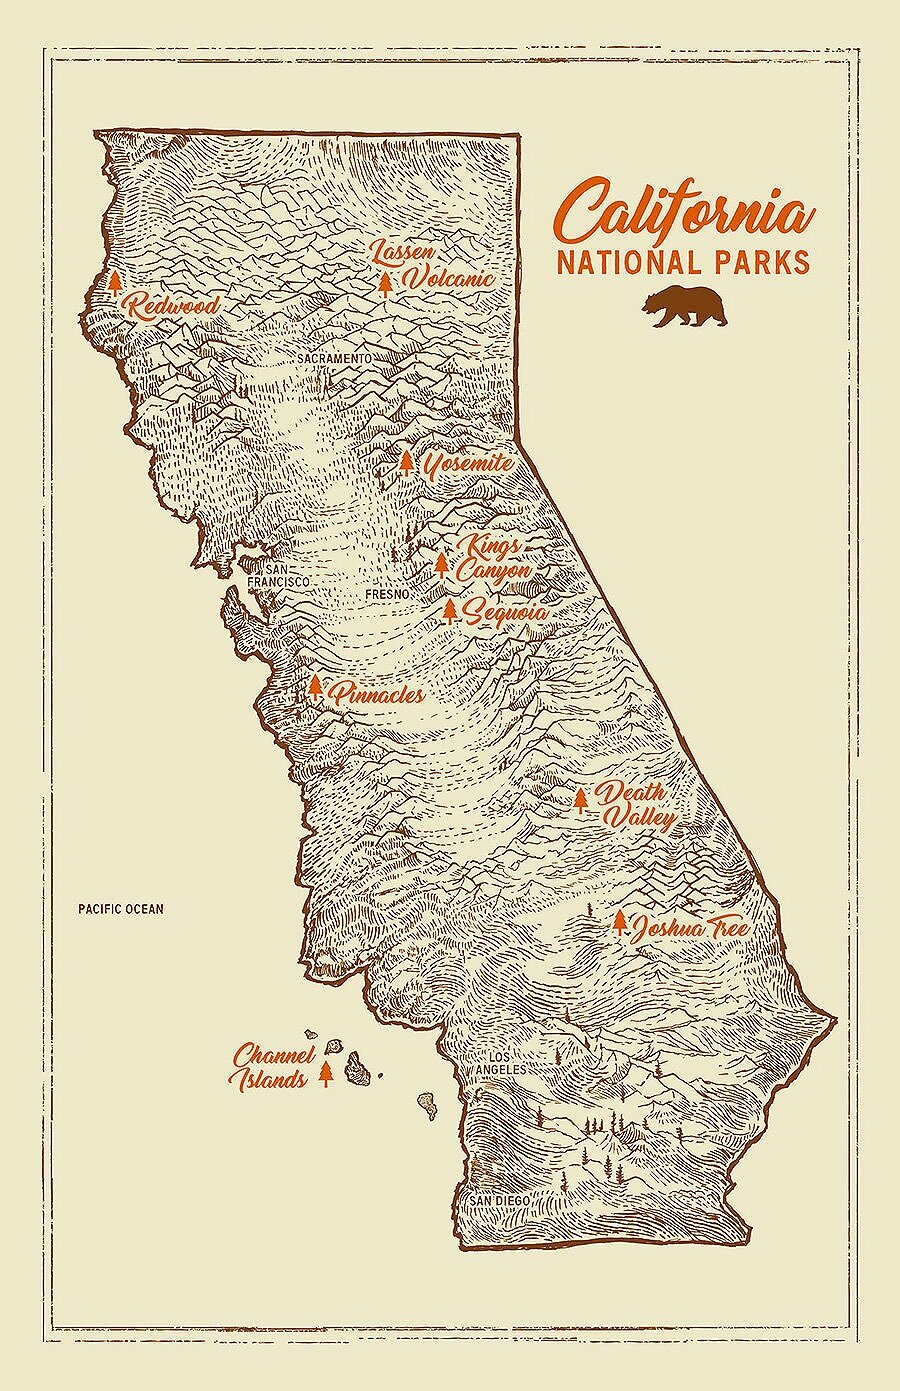 California
NATIONAL PARKS
Lassen
Volcanic
Redwood
SACRAMENTO
Yosemite
Kings
Canyon
SAN
FRANCISCO
FRESNO
Sequoia
Pinnacles
Death
Valley
PACIFIC OCEAN
Joshua Tree
Channel
Islands
LOS
ANGELES
SAN DIEGO